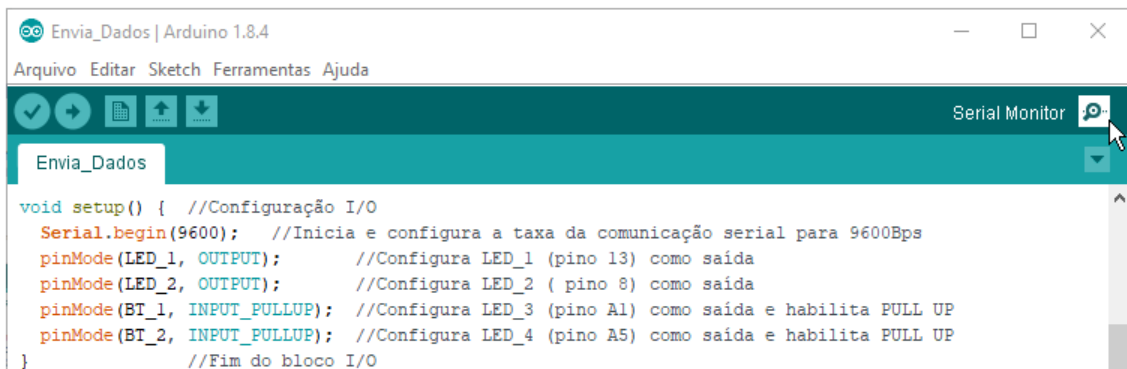 Envia_Dados | Arduino 1.8.4
Arquivo Editar Sketch Ferramentas Ajuda
Serial Monitor
Envia_Dados
void setup() {  //Configuração I/O
  Serial.begin(9600);   //Inicia e configura a taxa da comunicação serial para 9600Bps
  pinMode(LED_1, OUTPUT);       //Configura LED_1 (pino 13) como saída
  pinMode(LED_2, OUTPUT);       //Configura LED_2 ( pino 8) como saída
  pinMode(BT_1, INPUT_PULLUP);  //Configura LED_3 (pino A1) como saída e habilita PULL UP
  pinMode(BT_2, INPUT_PULLUP);  //Configura LED_4 (pino A5) como saída e habilita PULL UP
}               //Fim do bloco I/O